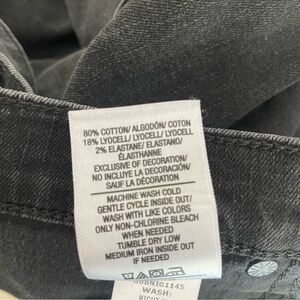 80% COTTON/ ALGODÓN/ COTON
18% LYOCELL/ LYOCELL/ LYOCELL
2% ELASTANE/ ELASTANO/
ÉLASTHANNE
EXCLUSIVE OF DECORATION/
NO INCLUYE LA DECORACIÓN/
SAUF LA DÉCORATION
MACHINE WASH COLD
GENTLE CYCLE INSIDE OUT/
WASH WITH LIKE COLORS
ONLY NON-CHLORINE BLEACH
WHEN NEEDED
TUMBLE DRY LOW
MEDIUM IRON INSIDE OUT
IF NEEDED
WASH: